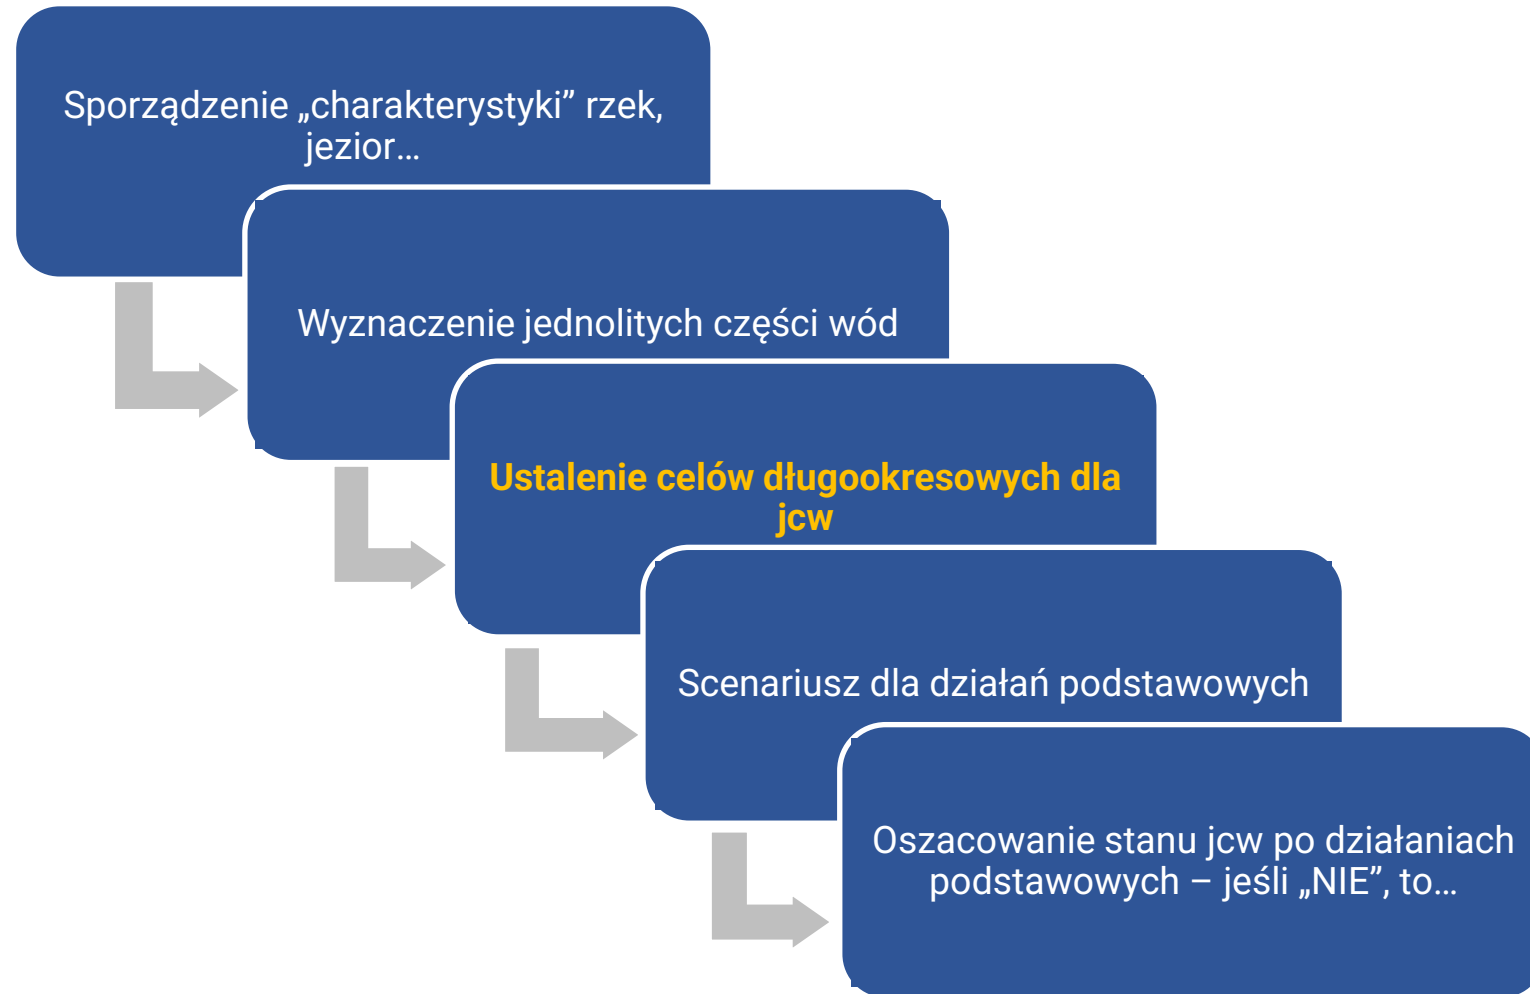 Sporządzenie „charakterystyki” rzek,
jezior…
Wyznaczenie jednolitych części wód
Ustalenie celów długookresowych dla
jcw
Scenariusz dla działań podstawowych
Oszacowanie stanu jcw po działaniach
podstawowych – jeśli „NIE”, to…